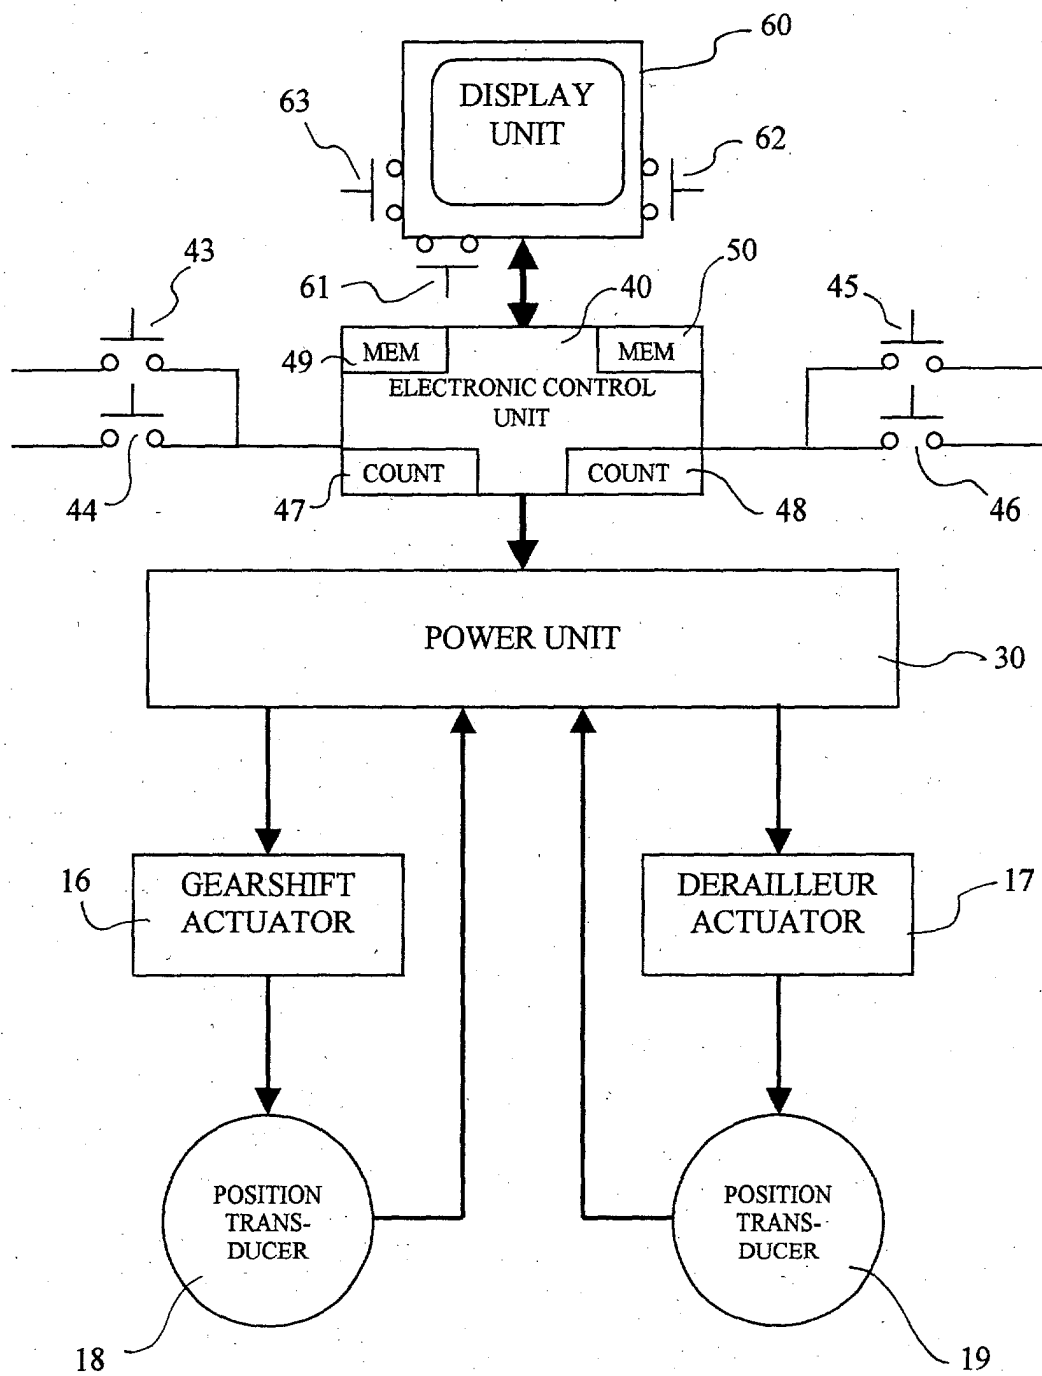 60
DISPLAY
UNIT
63
62
43
61
40
50
45
49
MEM
MEM
ELECTRONIC CONTROL
UNIT
44
47
COUNT
COUNT
48
46
POWER UNIT
30
16
GEARSHIFT
ACTUATOR
DERAILLEUR
ACTUATOR
17
POSITION
TRANS-
DUCER
POSITION
TRANS-
DUCER
18
19